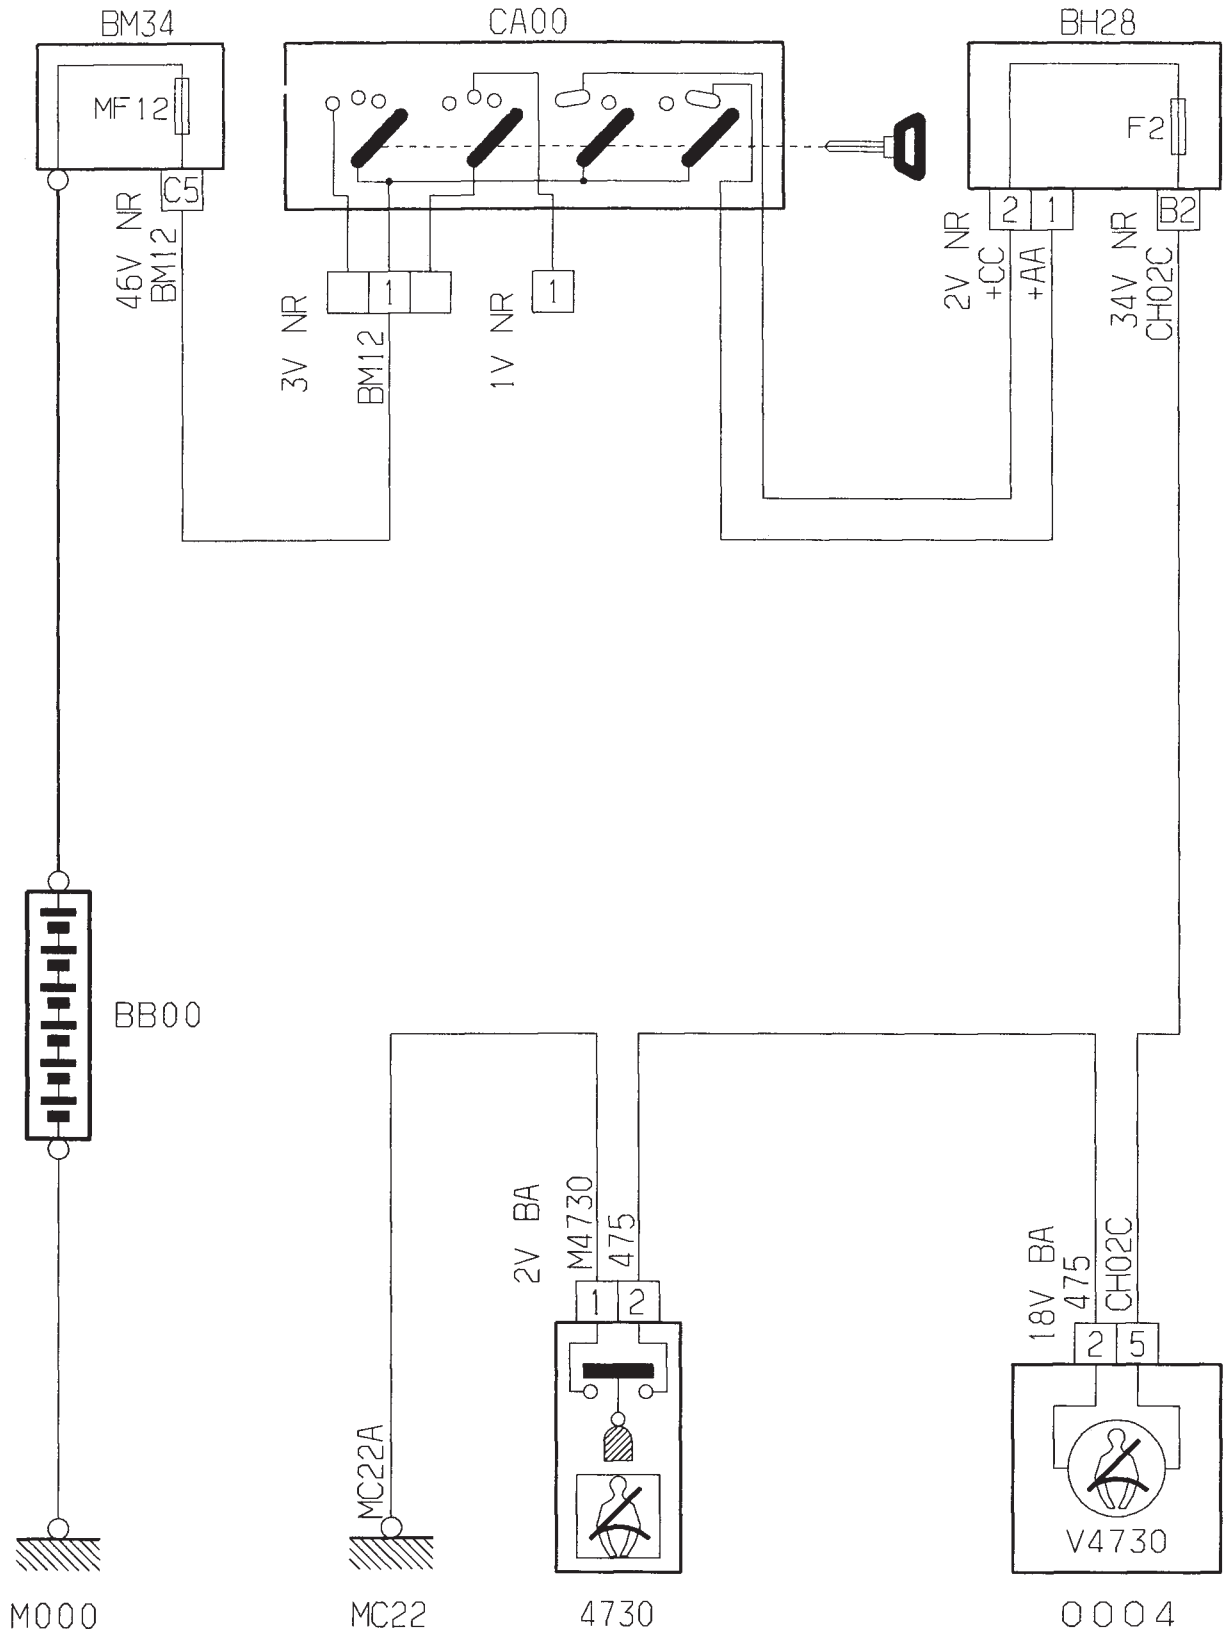 BM34
CA00
BH28
MF12
F2
C5
2
1
B2
46V NR
BM12
3V NR
1
BM12
1V NR
1
2V NR
+CC
+AA
34V NR
CH02C
BB00
2V BA
M4730
475
1
2
18V BA
475
CH02C
2
5
MC22A
V4730
M000
MC22
4730
0004